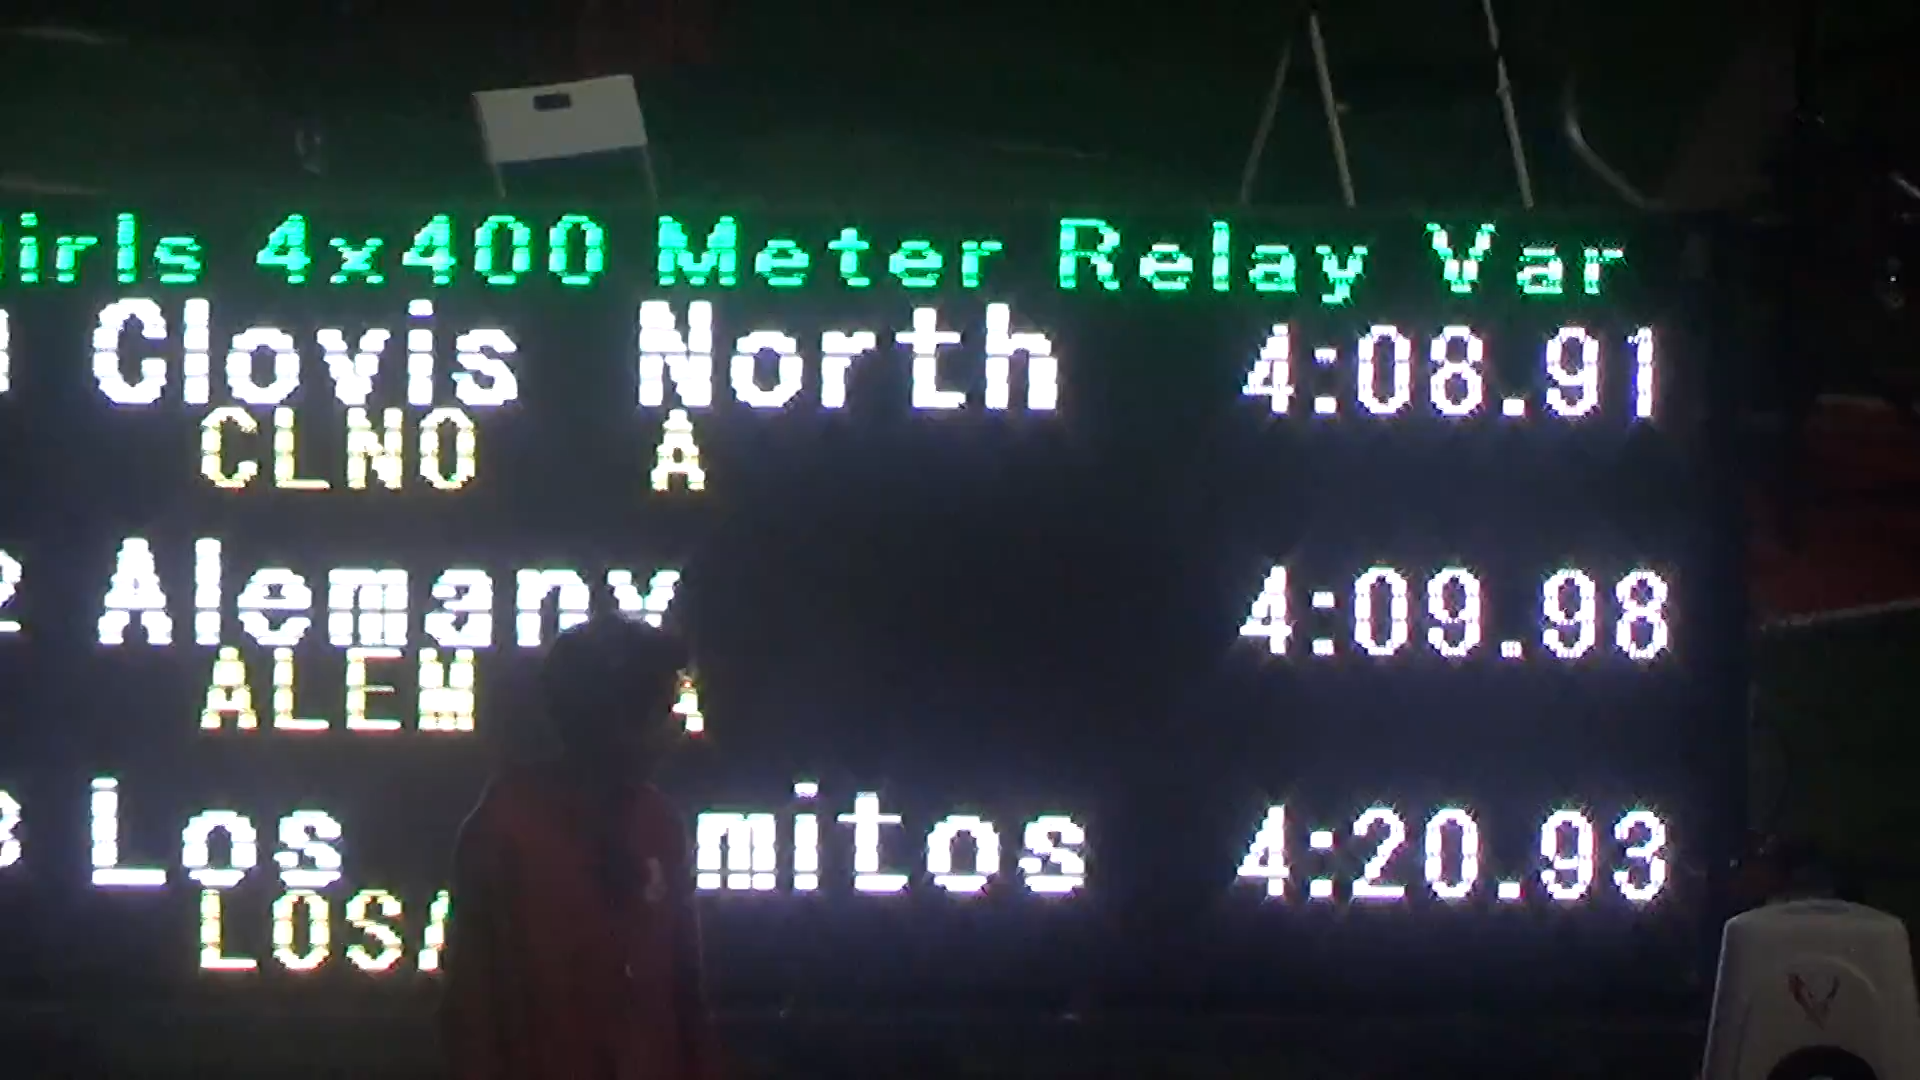 irls 4x400 Meter Relay Var
Clovis North 4:08.91
CLNO A
2 Alemany 4:09.98
ALEM A
3 Los mitos 4:20.93
LOS